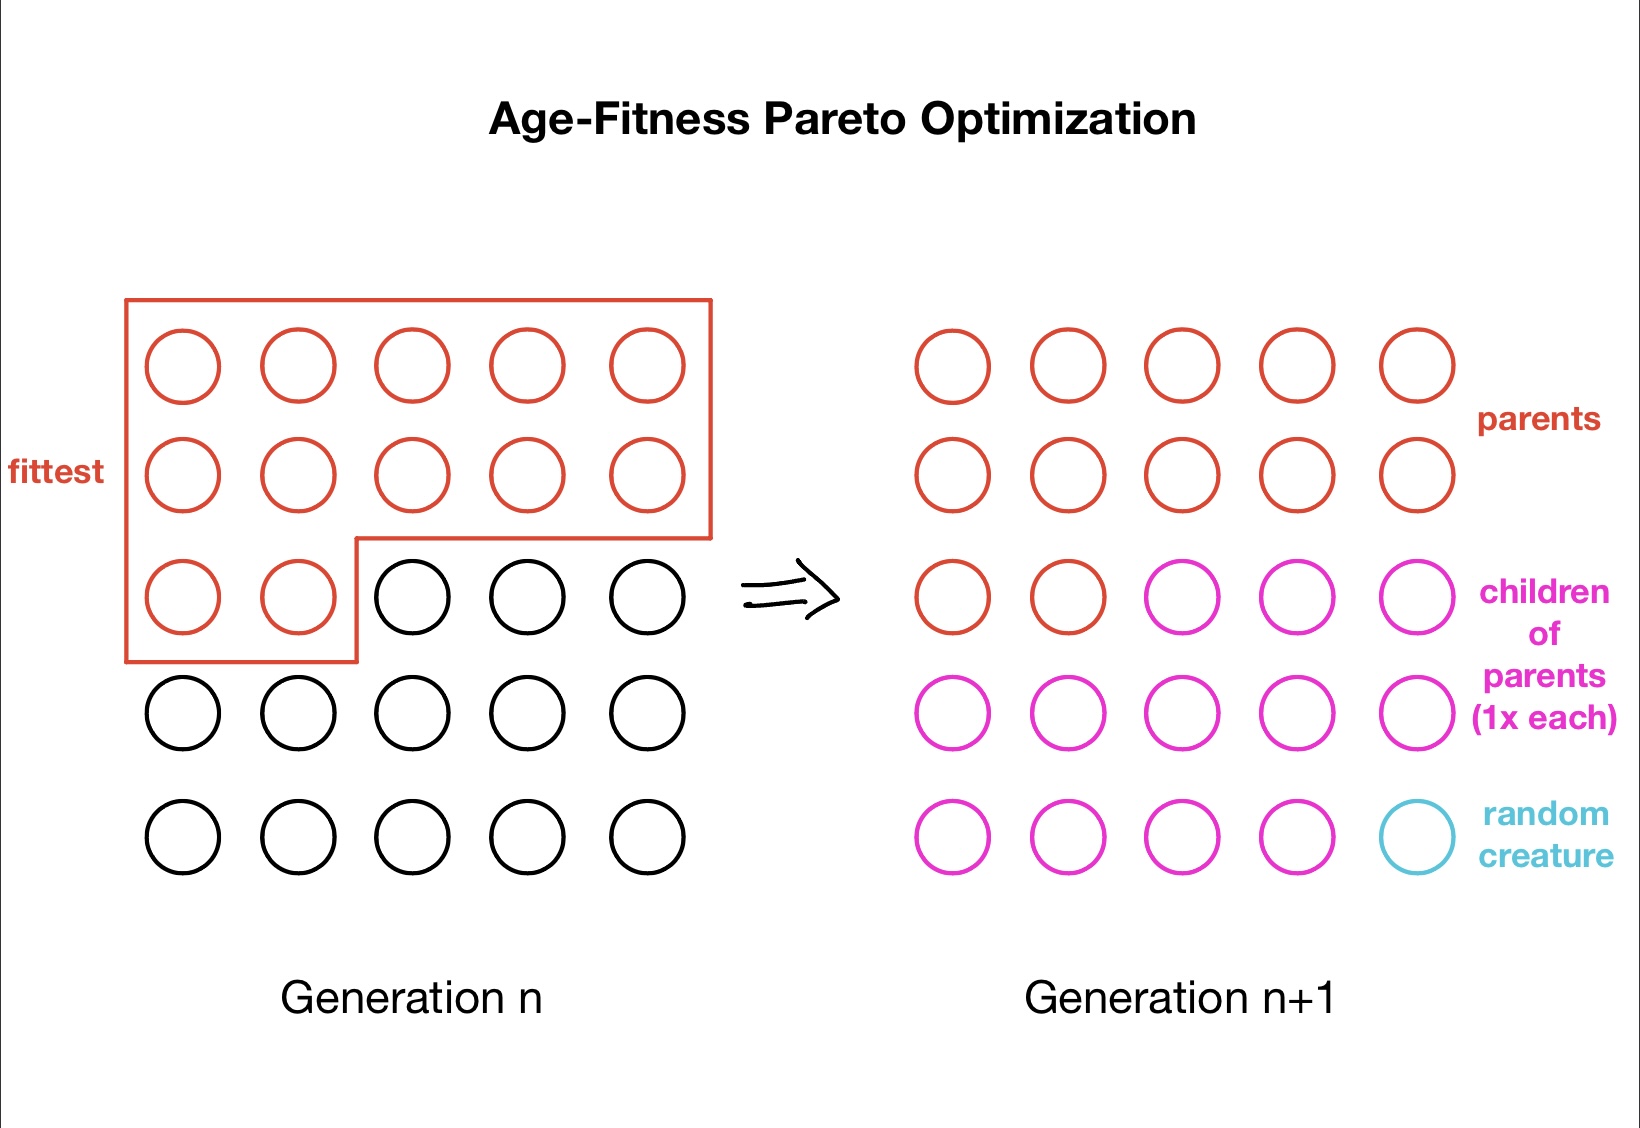 Age-Fitness Pareto Optimization
fittest
parents
children
of
parents
(1x each)
random
creature
Generation n
Generation n+1